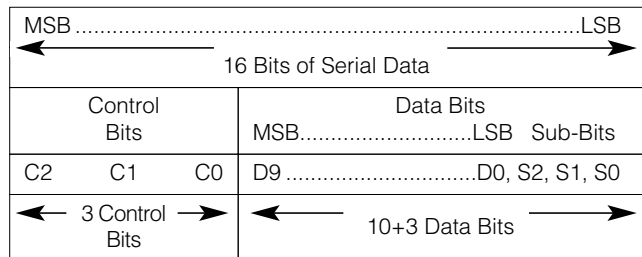 MSB.......................................................................LSB
16 Bits of Serial Data
Control
Bits
Data Bits
MSB............................LSB Sub-Bits
C2 C1 C0
D9.................................D0, S2, S1, S0
3 Control
Bits
10+3 Data Bits